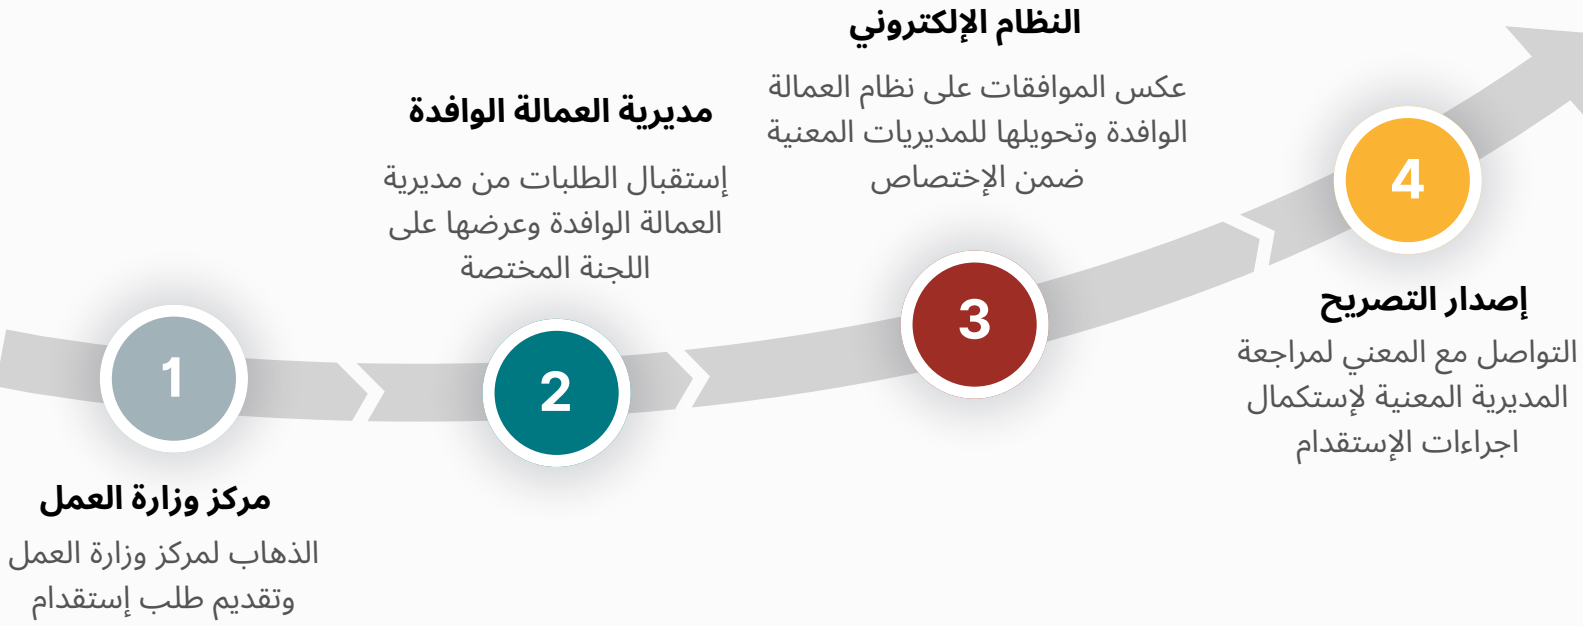 1
مركز وزارة العمل
الذهاب لمركز وزارة العمل
وتقديم طلب إستقدام
2
مديرية العمالة الوافدة
إستقبال الطلبات من مديرية
العمالة الوافدة وعرضها على
اللجنة المختصة
3
النظام الإلكتروني
عكس الموافقات على نظام العمالة
الوافدة وتحويلها للمديريات المعنية
ضمن الإختصاص
4
إصدار التصريح
التواصل مع المعني لمراجعة
المديرية المعنية لإستكمال
اجراءات الإستقدام